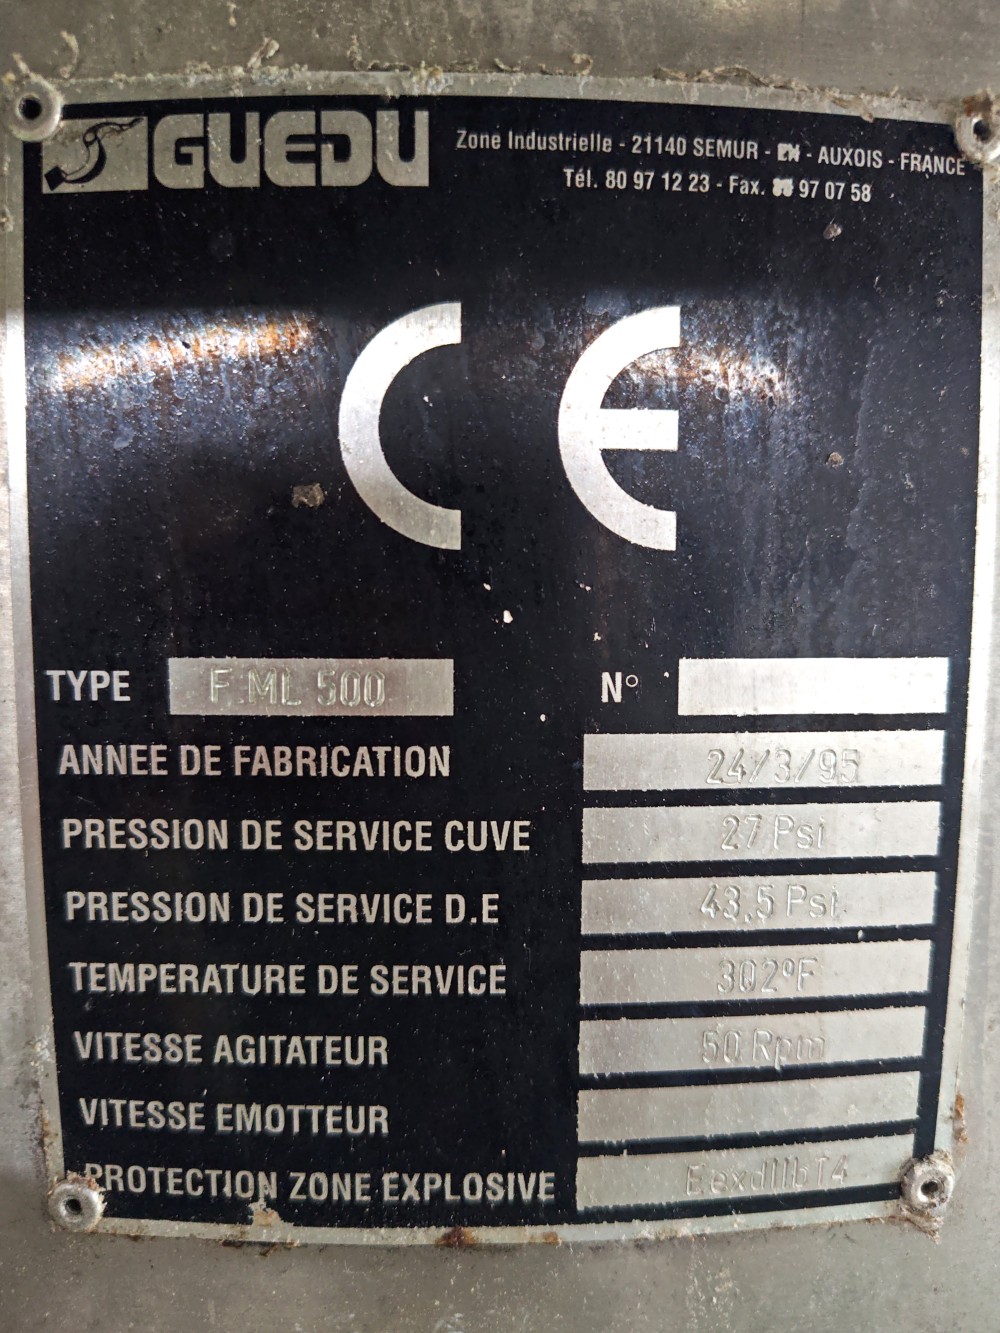 GUEDU
Zone Industrielle - 21140 SEMUR - EN - AUXOIS - FRANCE
Tél. 80 97 12 23 - Fax. 97 07 58
CE
TYPE F.ML 500 N°
ANNEE DE FABRICATION 24/3/95
PRESSION DE SERVICE CUVE 27 Psi
PRESSION DE SERVICE D.E 43,5 Psi
TEMPERATURE DE SERVICE 302°F
VITESSE AGITATEUR 50 Rpm
VITESSE EMOTTEUR
PROTECTION ZONE EXPLOSIVE EexdIIbT4